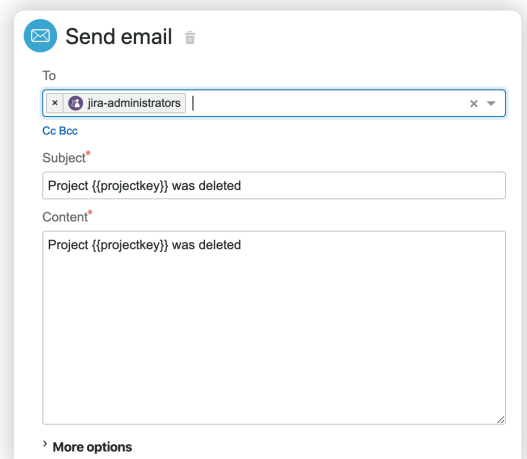 Send email
To
× jira-administrators
Cc Bcc
Subject*
Project {{projectkey}} was deleted
Content*
Project {{projectkey}} was deleted
More options